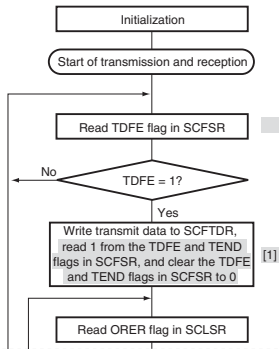 Initialization
Start of transmission and reception
Read TDFE flag in SCFSR
No
TDFE = 1?
Yes
Write transmit data to SCFTDR,
read 1 from the TDFE and TEND
flags in SCFSR, and clear the TDFE
and TEND flags in SCFSR to 0
[1]
Read ORER flag in SCLSR